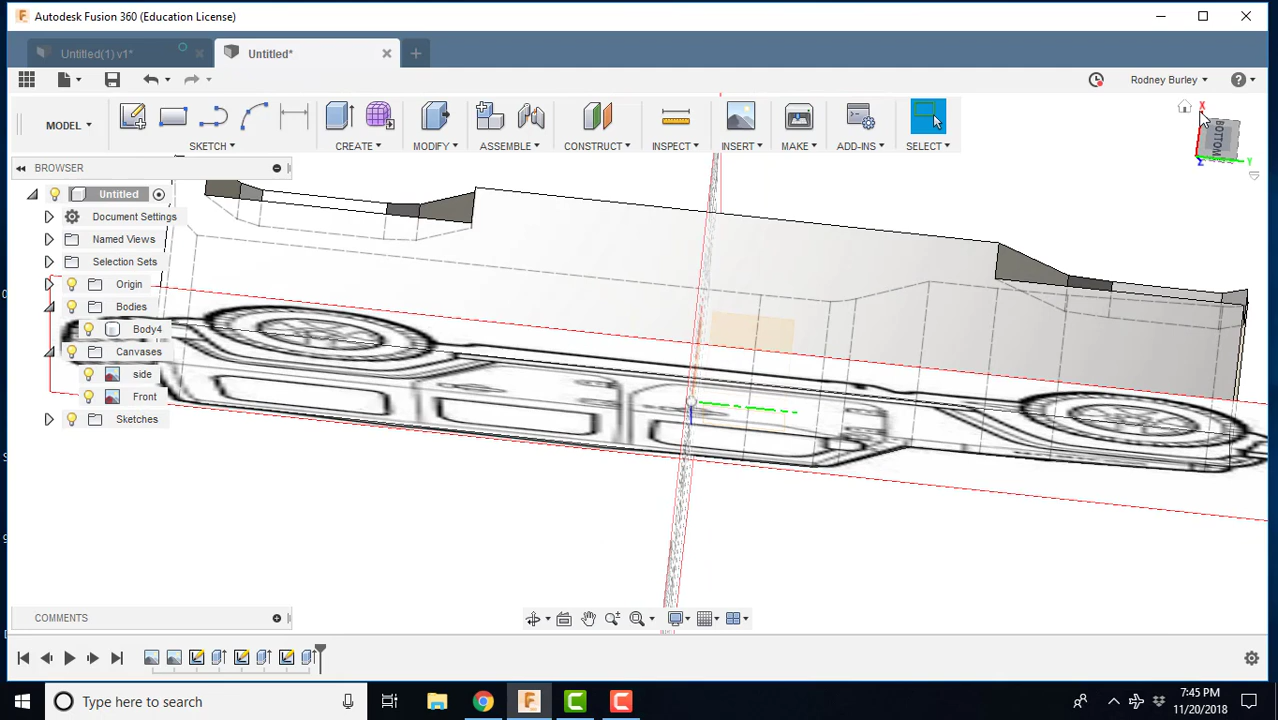 Autodesk Fusion 360 (Education License)
Untitled(1) v1*
Untitled*
Rodney Burley
MODEL
SKETCH
CREATE
MODIFY
ASSEMBLE
CONSTRUCT
INSPECT
INSERT
MAKE
ADD-INS
SELECT
X
BOTTOM
Z
Y
BROWSER
Untitled
Document Settings
Named Views
Selection Sets
Origin
Bodies
Body4
Canvases
side
Front
Sketches
COMMENTS
Type here to search
7:45 PM
11/20/2018